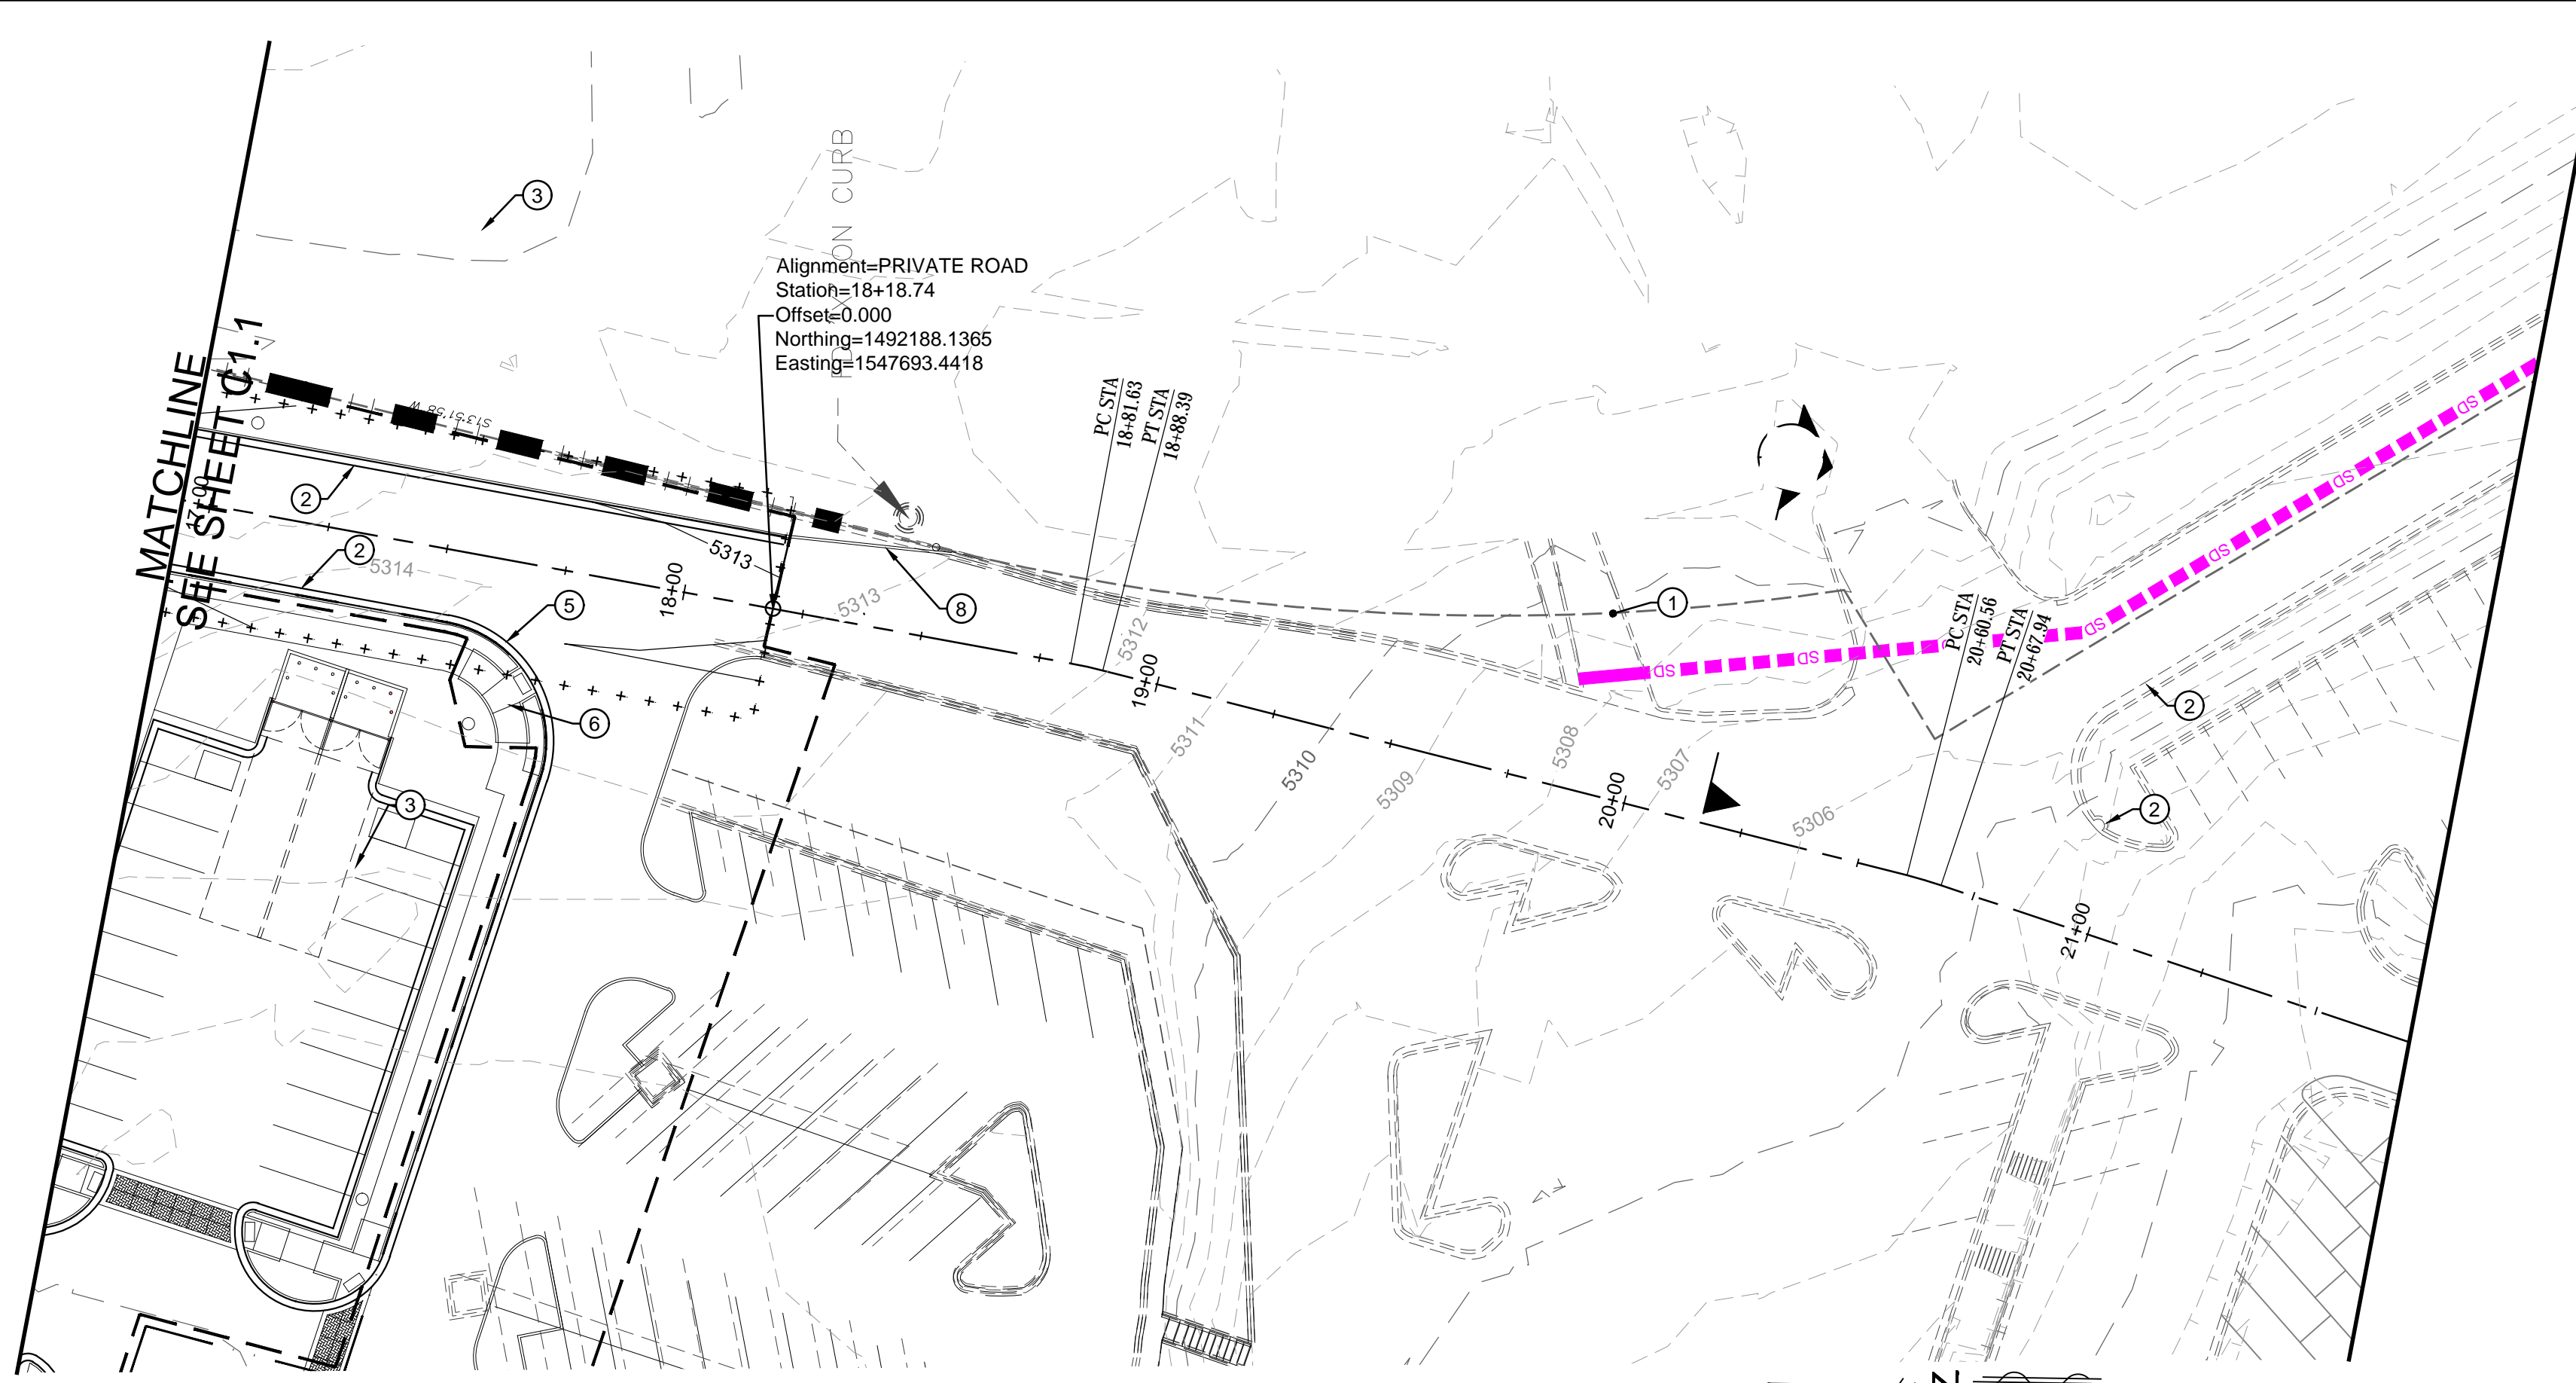 3
CURB
Alignment=PRIVATE ROAD
Station=18+18.74
Offset=0.000
Northing=1492188.1365
Easting=1547693.4418
MATCHLINE
SEE SHEET C1.1
17+00
S13°51'58"W
2
2
5314
5
6
3
5313
18+00
5313
8
PC STA
18+81.63
PT STA
18+88.39
5312
19+00
5311
5310
5309
5308
5307
5306
20+00
1
SD
SD
SD
SD
SD
SD
PC STA
20+60.56
PT STA
20+67.94
2
2
21+00